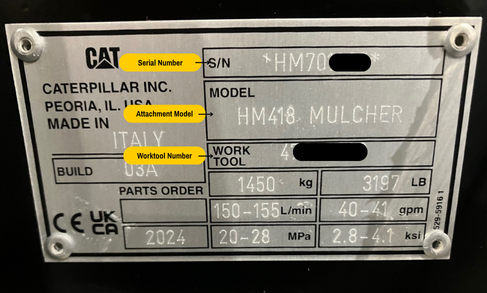 CAT
Serial Number
S/N *HM70 *
CATERPILLAR INC.
PEORIA, IL. USA
MODEL
Attachment Model
HM418 MULCHER
MADE IN
ITALY
Worktool Number
WORK TOOL 4
BUILD 03A
1450 kg 3197 LB
PARTS ORDER
150-155 L/min 40-41 gpm
CE UK CA
2024 20-28 MPa 2.8-4.1 ksi
529-5916 1